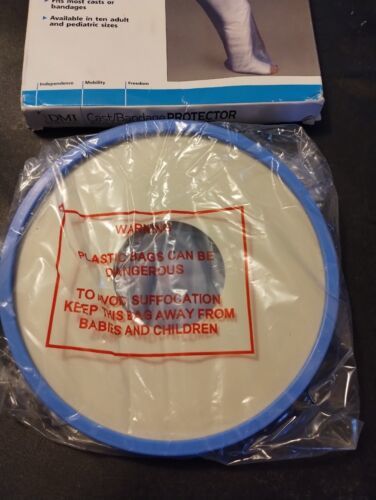 Fits most casts or
bandages
▸ Available in ten adult
and pediatric sizes
Independence Mobility Freedom
DMI Cast/Bandage PROTECTOR
WARNING
PLASTIC BAGS CAN BE
DANGEROUS
TO AVOID SUFFOCATION
KEEP THIS BAG AWAY FROM
BABIES AND CHILDREN